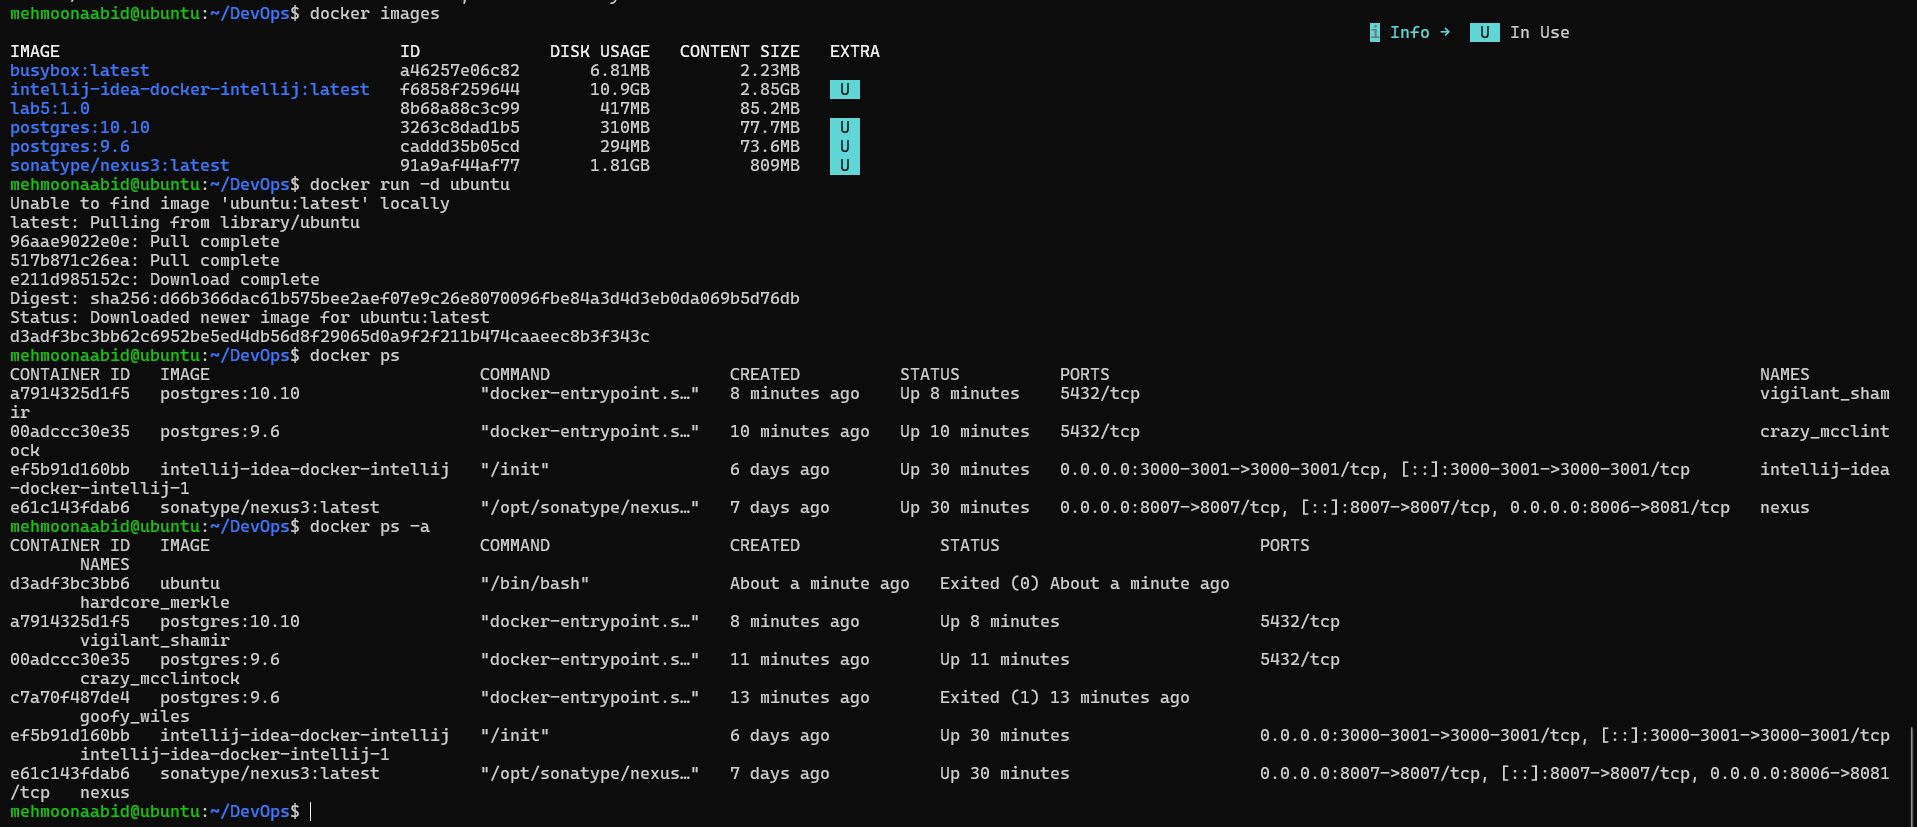 mehmoonaabid@ubuntu:~/DevOps$ docker images
i Info → U In Use
IMAGE ID DISK USAGE CONTENT SIZE EXTRA
busybox:latest a46257e06c82 6.81MB 2.23MB
intellij-idea-docker-intellij:latest f6858f259644 10.9GB 2.85GB U
lab5:1.0 8b68a88c3c99 417MB 85.2MB
postgres:10.10 3263c8dad1b5 310MB 77.7MB U
postgres:9.6 caddd35b05cd 294MB 73.6MB U
sonatype/nexus3:latest 91a9af44af77 1.81GB 809MB U
mehmoonaabid@ubuntu:~/DevOps$ docker run -d ubuntu
Unable to find image 'ubuntu:latest' locally
latest: Pulling from library/ubuntu
96aae9022e0e: Pull complete
517b871c26ea: Pull complete
e211d985152c: Download complete
Digest: sha256:d66b366dac61b575bee2aef07e9c26e8070096fbe84a3d4d3eb0da069b5d76db
Status: Downloaded newer image for ubuntu:latest
d3adf3bc3bb62c6952be5ed4db56d8f29065d0a9f2f211b474caaeec8b3f343c
mehmoonaabid@ubuntu:~/DevOps$ docker ps
CONTAINER ID IMAGE COMMAND CREATED STATUS PORTS NAMES
a7914325d1f5 postgres:10.10 "docker-entrypoint.s…" 8 minutes ago Up 8 minutes 5432/tcp vigilant_sham
ir
00adccc30e35 postgres:9.6 "docker-entrypoint.s…" 10 minutes ago Up 10 minutes 5432/tcp crazy_mcclint
ock
ef5b91d160bb intellij-idea-docker-intellij "/init" 6 days ago Up 30 minutes 0.0.0.0:3000-3001->3000-3001/tcp, [::]:3000-3001->3000-3001/tcp intellij-idea
-docker-intellij-1
e61c143fdab6 sonatype/nexus3:latest "/opt/sonatype/nexus…" 7 days ago Up 30 minutes 0.0.0.0:8007->8007/tcp, [::]:8007->8007/tcp, 0.0.0.0:8006->8081/tcp nexus
mehmoonaabid@ubuntu:~/DevOps$ docker ps -a
CONTAINER ID IMAGE COMMAND CREATED STATUS PORTS
NAMES
d3adf3bc3bb6 ubuntu "/bin/bash" About a minute ago Exited (0) About a minute ago
hardcore_merkle
a7914325d1f5 postgres:10.10 "docker-entrypoint.s…" 8 minutes ago Up 8 minutes 5432/tcp
vigilant_shamir
00adccc30e35 postgres:9.6 "docker-entrypoint.s…" 11 minutes ago Up 11 minutes 5432/tcp
crazy_mcclintock
c7a70f487de4 postgres:9.6 "docker-entrypoint.s…" 13 minutes ago Exited (1) 13 minutes ago
goofy_wiles
ef5b91d160bb intellij-idea-docker-intellij "/init" 6 days ago Up 30 minutes 0.0.0.0:3000-3001->3000-3001/tcp, [::]:3000-3001->3000-3001/tcp
intellij-idea-docker-intellij-1
e61c143fdab6 sonatype/nexus3:latest "/opt/sonatype/nexus…" 7 days ago Up 30 minutes 0.0.0.0:8007->8007/tcp, [::]:8007->8007/tcp, 0.0.0.0:8006->8081
/tcp nexus
mehmoonaabid@ubuntu:~/DevOps$